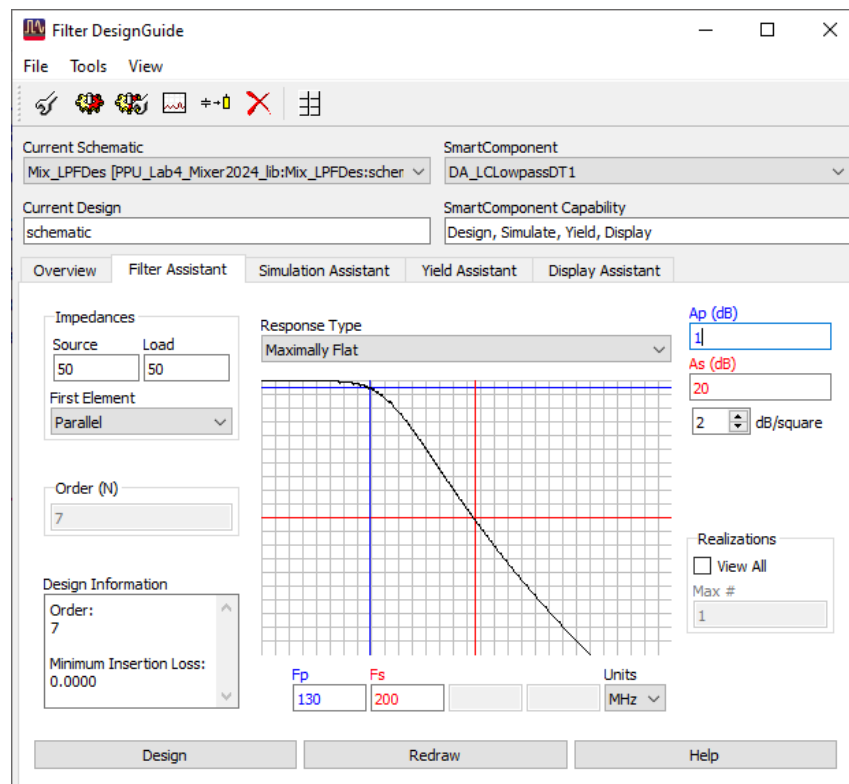 Filter DesignGuide
File Tools View
Current Schematic
SmartComponent
Mix_LPFDes [PPU_Lab4_Mixer2024_lib:Mix_LPFDes:scher
DA_LCLowpassDT1
Current Design
SmartComponent Capability
schematic
Design, Simulate, Yield, Display
Overview Filter Assistant Simulation Assistant Yield Assistant Display Assistant
Impedances
Source Load
50 50
First Element
Parallel
Order (N)
7
Design Information
Order:
7
Minimum Insertion Loss:
0.0000
Response Type
Maximally Flat
Fp Fs Units
130 200 MHz
Ap (dB)
1
As (dB)
20
2 dB/square
Realizations
View All
Max #
1
Design Redraw Help